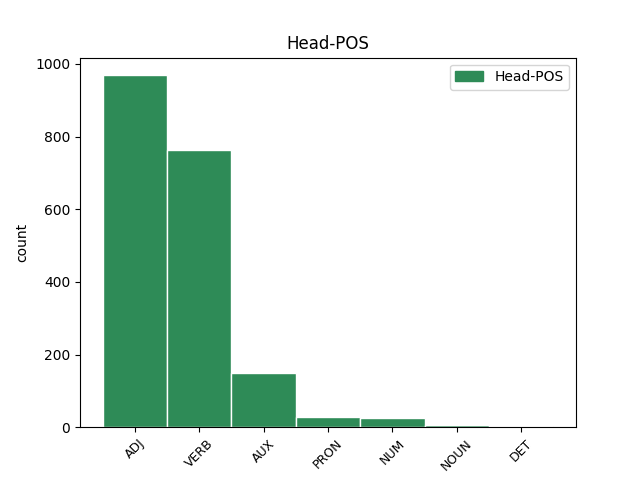 Head-POS
Head-POS
1000
800
600
400
200
0
count
ADJ
VERB
AUX
PRON
NUM
NOUN
DET